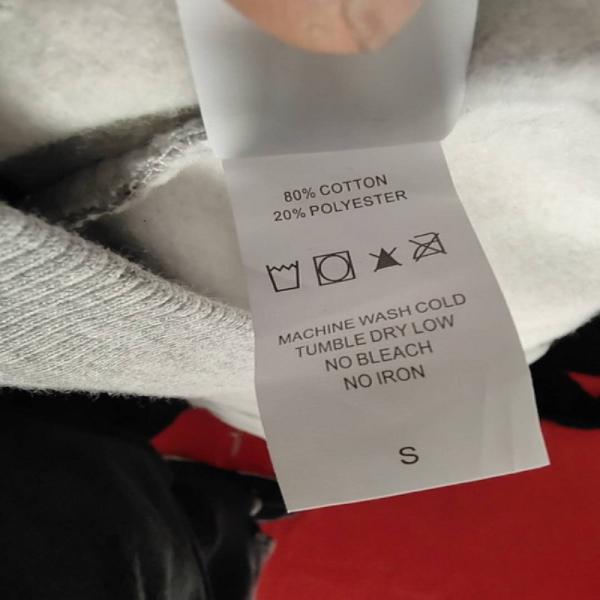 80% COTTON
20% POLYESTER
MACHINE WASH COLD
TUMBLE DRY LOW
NO BLEACH
NO IRON
S